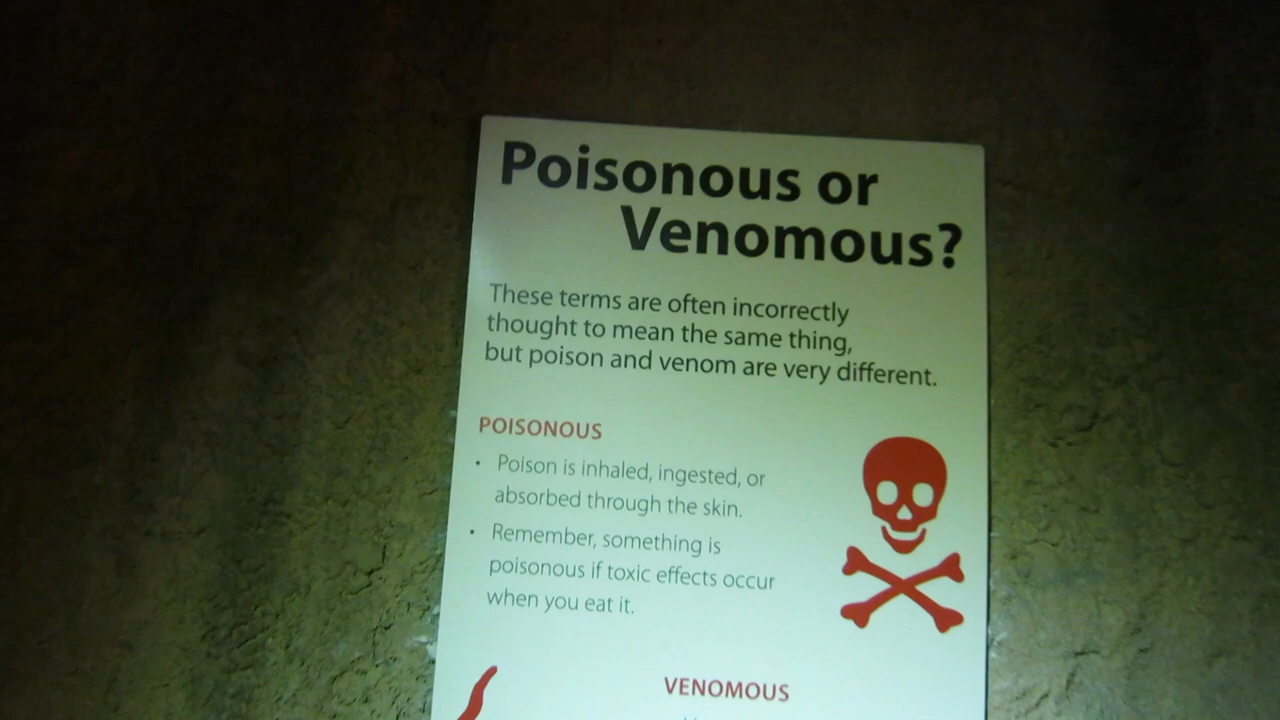 Poisonous or
Venomous?
These terms are often incorrectly
thought to mean the same thing,
but poison and venom are very different.
POISONOUS
• Poison is inhaled, ingested, or
absorbed through the skin.
• Remember, something is
poisonous if toxic effects occur
when you eat it.
VENOMOUS